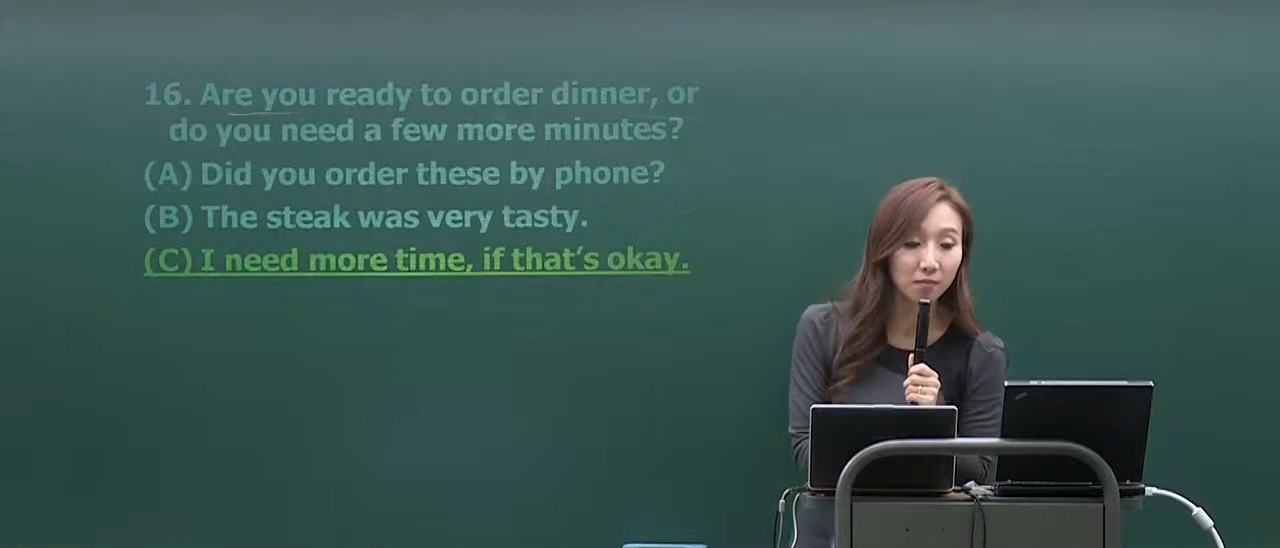 16. Are you ready to order dinner, or
do you need a few more minutes?
(A) Did you order these by phone?
(B) The steak was very tasty.
(C) I need more time, if that's okay.